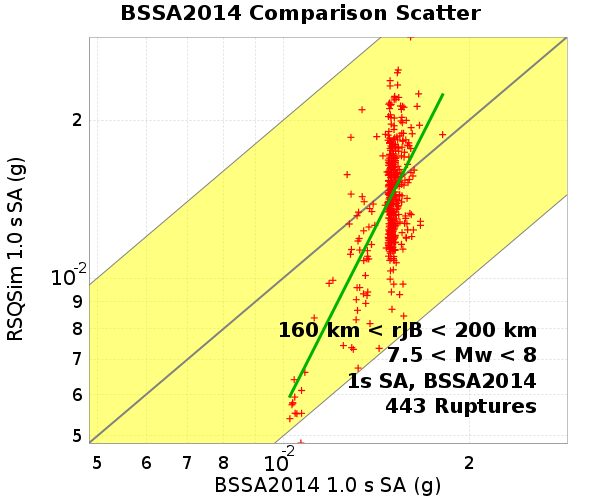 BSSA2014 Comparison Scatter
RSQSim 1.0 s SA (g)
2
10-2
9
8
7
6
5
160 km < rJB < 200 km
7.5 < Mw < 8
1s SA, BSSA2014
443 Ruptures
5 6 7 8 10-2 2
BSSA2014 1.0 s SA (g)